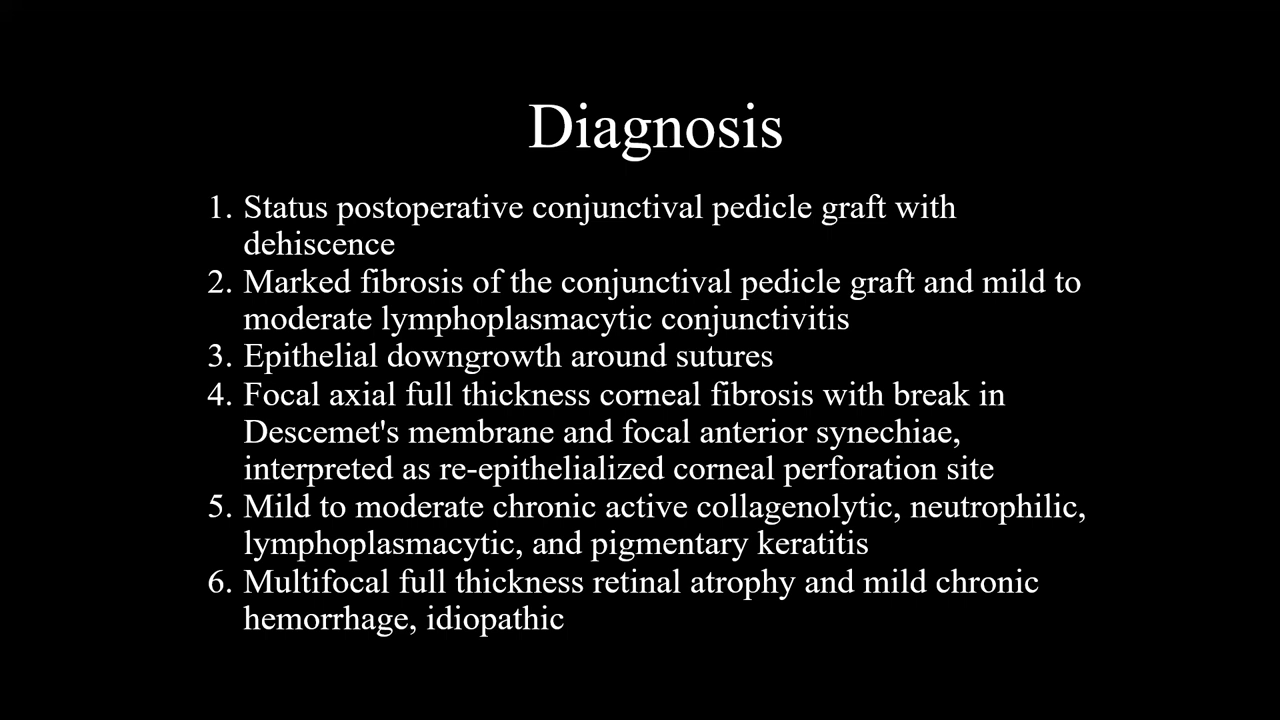 Diagnosis
1. Status postoperative conjunctival pedicle graft with
dehiscence
2. Marked fibrosis of the conjunctival pedicle graft and mild to
moderate lymphoplasmacytic conjunctivitis
3. Epithelial downgrowth around sutures
4. Focal axial full thickness corneal fibrosis with break in
Descemet's membrane and focal anterior synechiae,
interpreted as re-epithelialized corneal perforation site
5. Mild to moderate chronic active collagenolytic, neutrophilic,
lymphoplasmacytic, and pigmentary keratitis
6. Multifocal full thickness retinal atrophy and mild chronic
hemorrhage, idiopathic